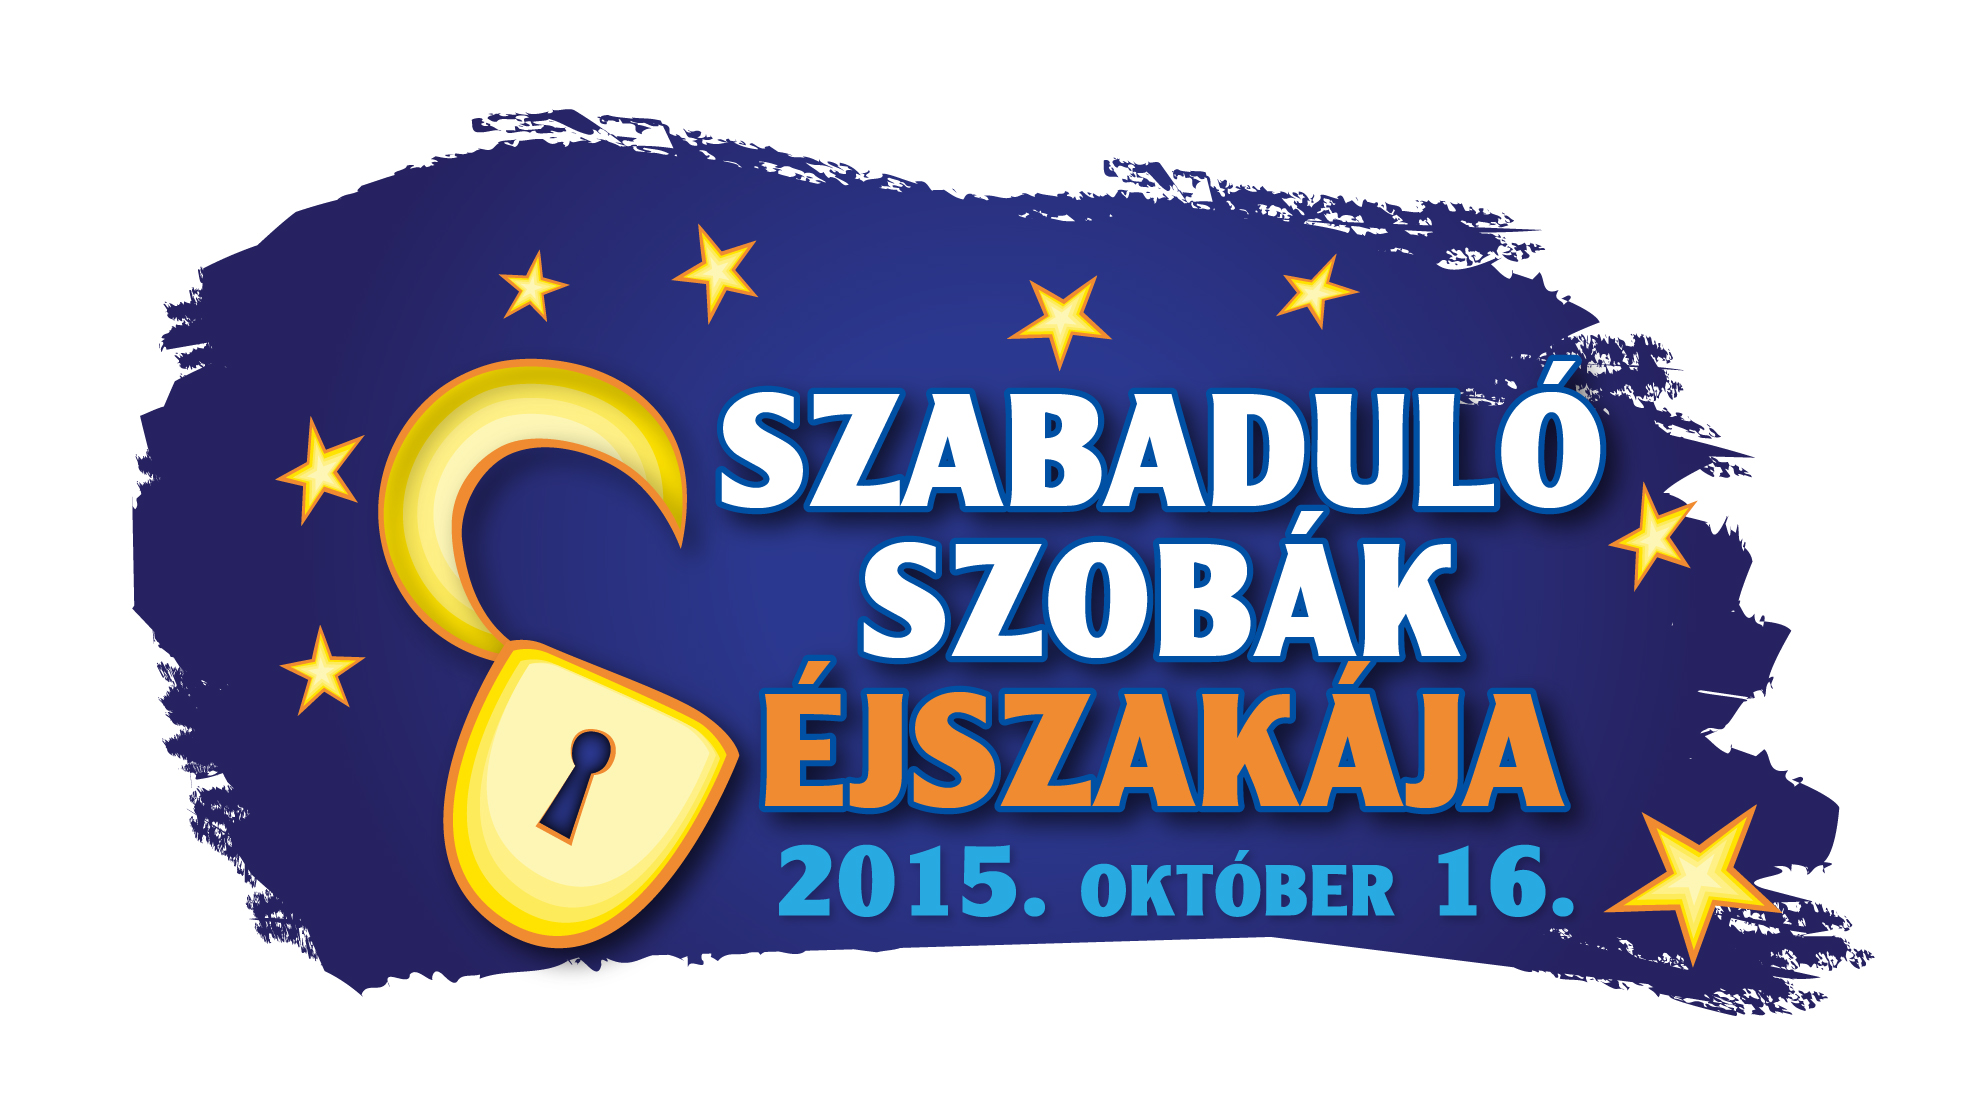 SZABADULÓ
SZOBÁK
ÉJSZAKÁJA
2015. OKTÓBER 16.